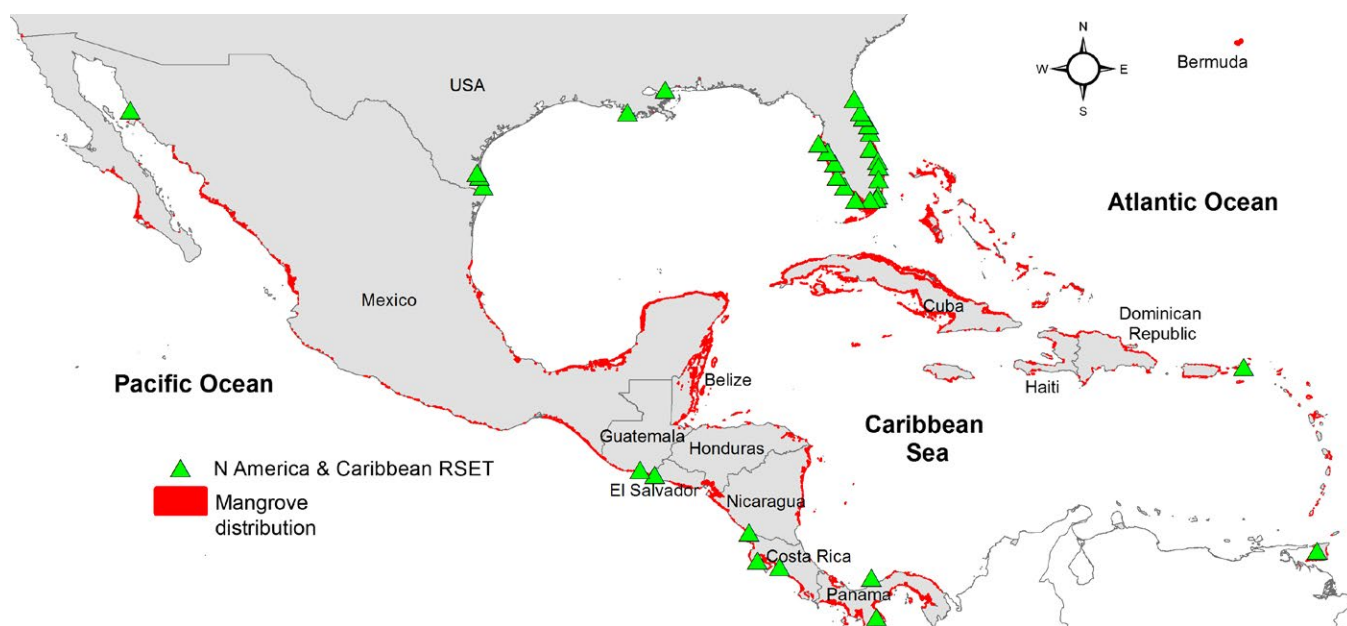 N
W E
S
Bermuda
USA
Atlantic Ocean
Mexico
Cuba
Dominican
Republic
Pacific Ocean
Belize
Haiti
Caribbean
Sea
Guatemala
Honduras
N America & Caribbean RSET
El Salvador
Mangrove
distribution
Nicaragua
Costa Rica
Panama